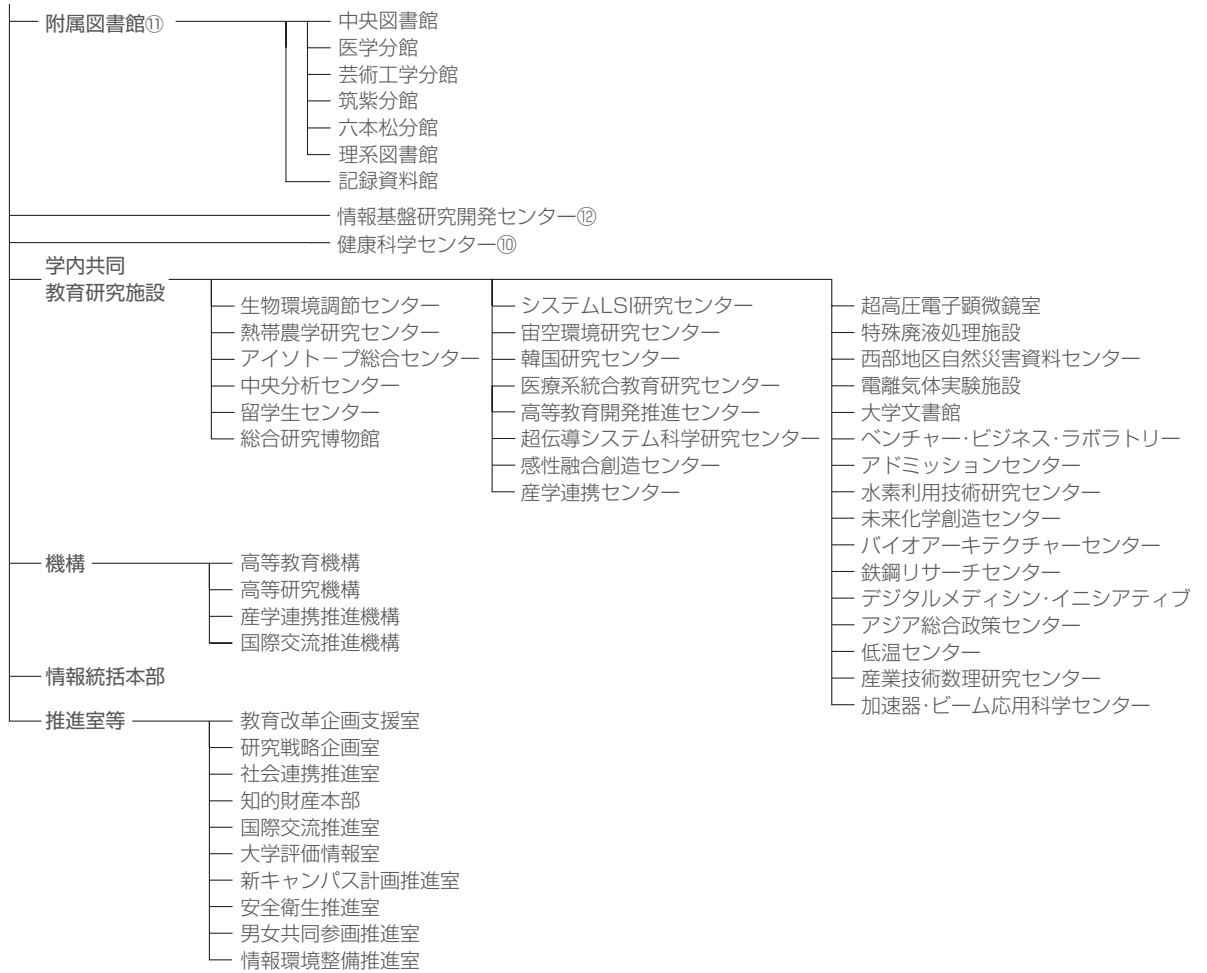 附属図書館⑪
中央図書館
医学分館
芸術工学分館
筑紫分館
六本松分館
理系図書館
記録資料館
情報基盤研究開発センター⑫
健康科学センター⑩
学内共同
教育研究施設
生物環境調節センター
熱帯農学研究センター
アイソトープ総合センター
中央分析センター
留学生センター
総合研究博物館
システムLSI研究センター
宙空環境研究センター
韓国研究センター
医療系統合教育研究センター
高等教育開発推進センター
超伝導システム科学研究センター
感性融合創造センター
産学連携センター
超高圧電子顕微鏡室
特殊廃液処理施設
西部地区自然災害資料センター
電離気体実験施設
大学文書館
ベンチャー・ビジネス・ラボラトリー
アドミッションセンター
水素利用技術研究センター
未来化学創造センター
バイオアーキテクチャーセンター
鉄鋼リサーチセンター
デジタルメディシン・イニシアティブ
アジア総合政策センター
低温センター
産業技術数理研究センター
加速器・ビーム応用科学センター
機構
高等教育機構
高等研究機構
産学連携推進機構
国際交流推進機構
情報統括本部
推進室等
教育改革企画支援室
研究戦略企画室
社会連携推進室
知的財産本部
国際交流推進室
大学評価情報室
新キャンパス計画推進室
安全衛生推進室
男女共同参画推進室
情報環境整備推進室